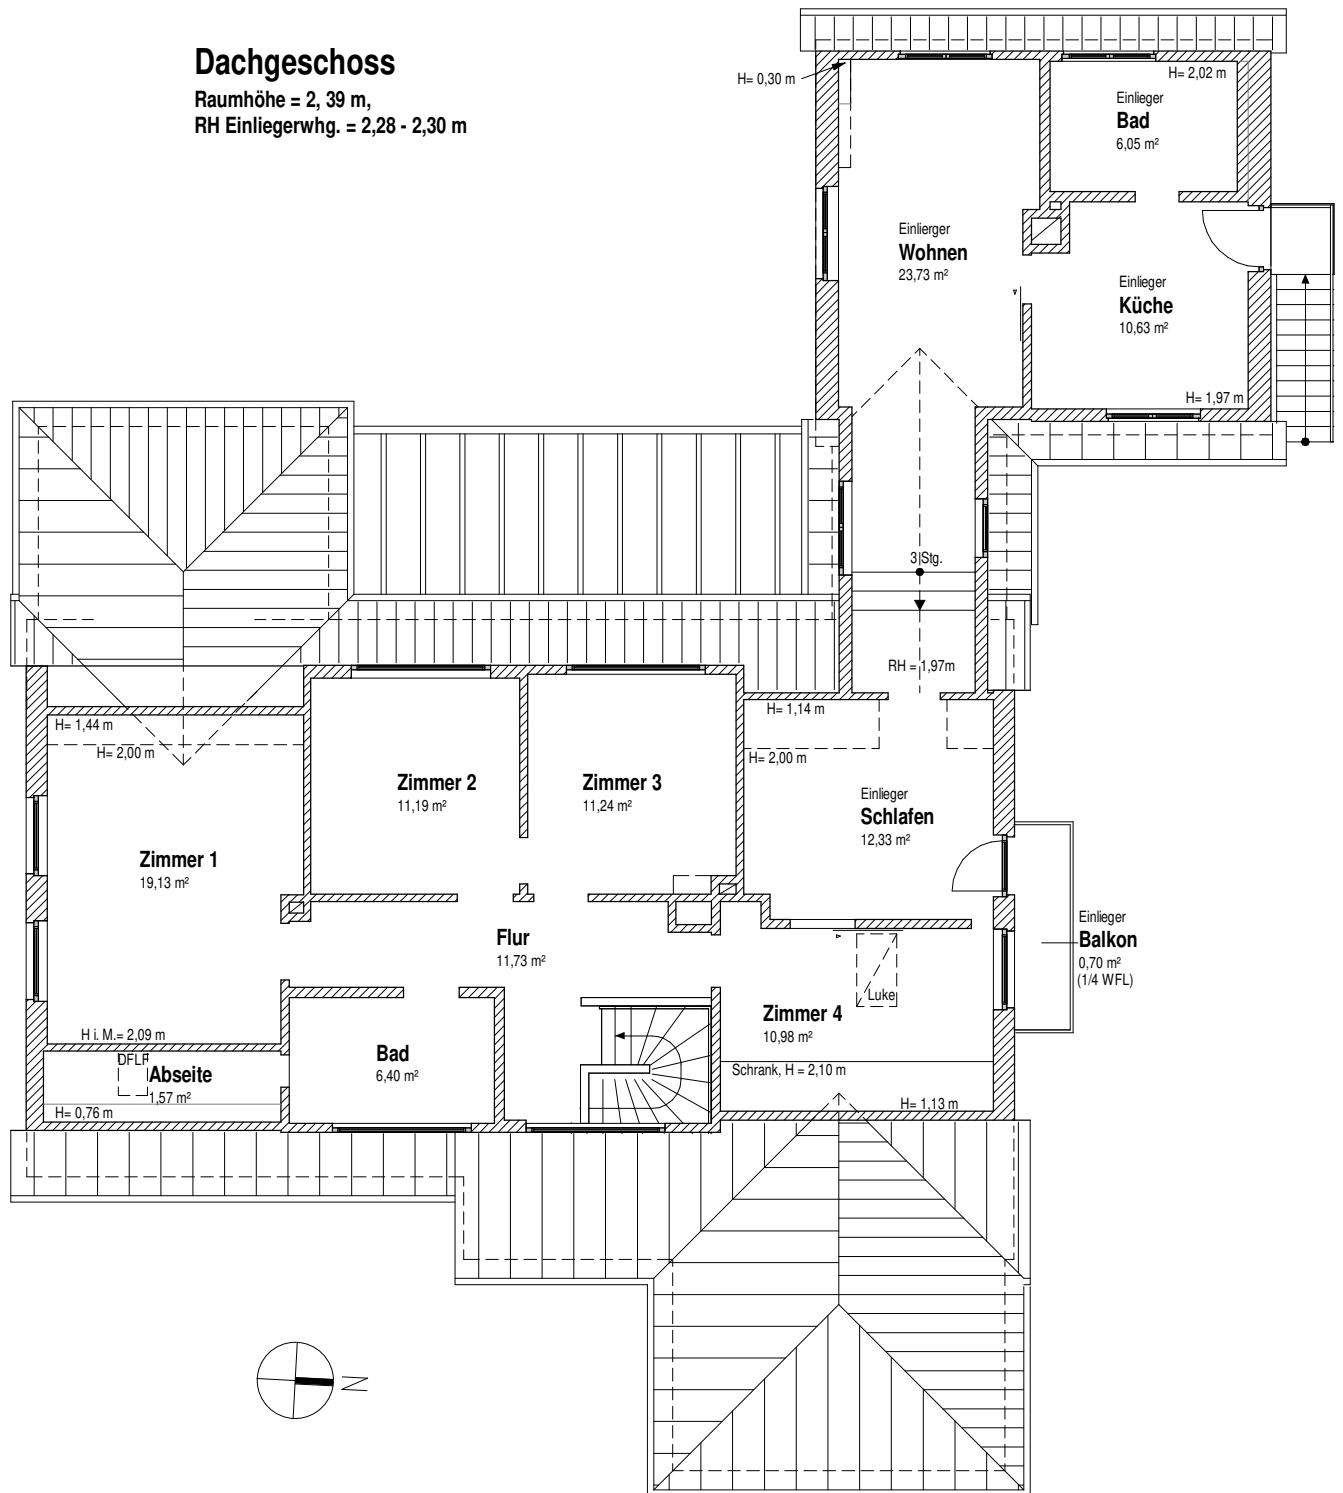 Dachgeschoss
Raumhöhe = 2, 39 m,
RH Einliegerwhg. = 2,28 - 2,30 m
H= 0,30 m
H= 2,02 m
Einlieger
Bad
6,05 m²
Einlierger
Wohnen
23,73 m²
Einlieger
Küche
10,63 m²
H= 1,97 m
3 Stg.
RH = 1,97m
H= 1,14 m
H= 2,00 m
H= 1,44 m
H= 2,00 m
Zimmer 2
11,19 m²
Zimmer 3
11,24 m²
Einlieger
Schlafen
12,33 m²
Zimmer 1
19,13 m²
Flur
11,73 m²
Einlieger
Balkon
0,70 m²
(1/4 WFL)
Luke
Zimmer 4
10,98 m²
H i. M.= 2,09 m
DFLF
Abseite
1,57 m²
H= 0,76 m
Bad
6,40 m²
Schrank, H = 2,10 m
H= 1,13 m
N